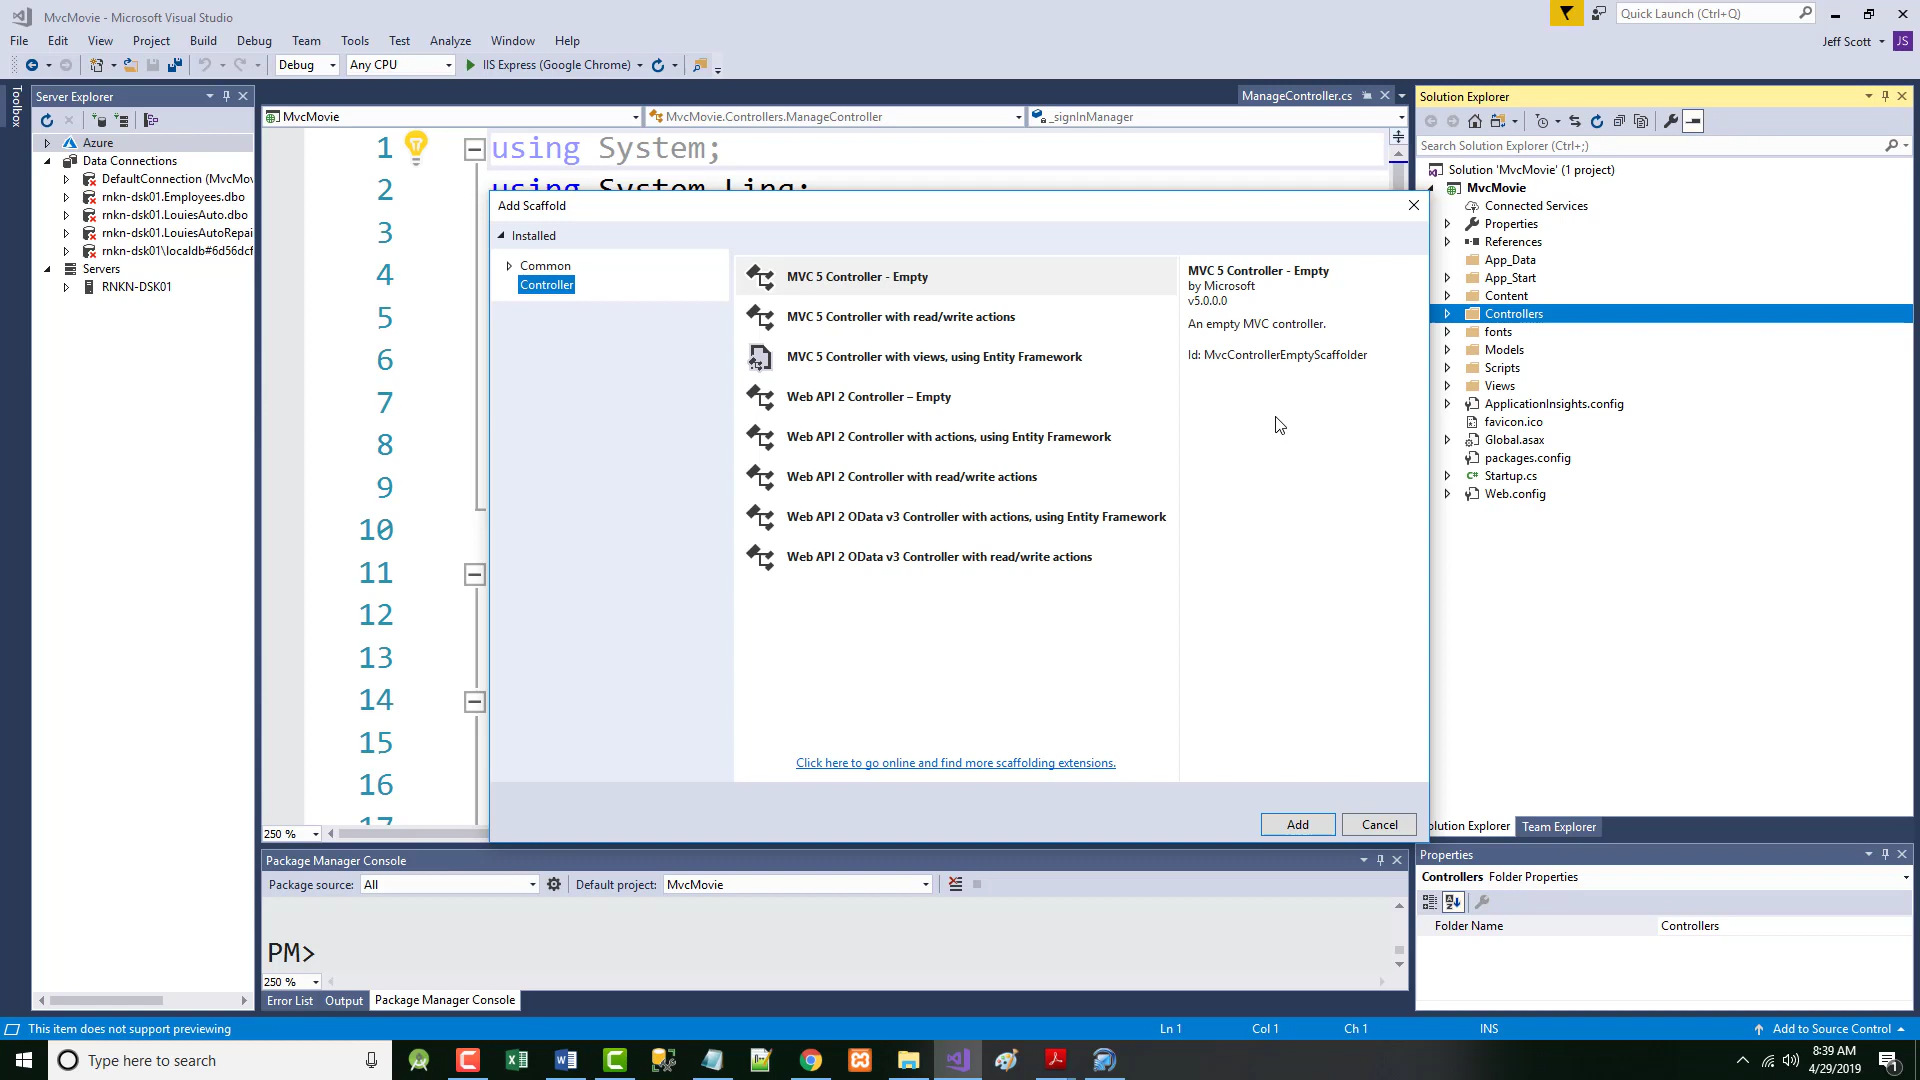 MvcMovie - Microsoft Visual Studio
Quick Launch (Ctrl+Q)
File Edit View Project Build Debug Team Tools Test Analyze Window Help
Jeff Scott JS
Debug Any CPU IIS Express (Google Chrome)
Toolbox
Server Explorer
Azure
Data Connections
DefaultConnection (MvcMov
rnkn-dsk01.Employees.dbo
rnkn-dsk01.LouiesAuto.dbo
rnkn-dsk01.LouiesAutoRepai
rnkn-dsk01\localdb#6d56dcf
Servers
RNKN-DSK01
ManageController.cs
MvcMovie MvcMovie.Controllers.ManageController _signInManager
1 using System;
2 using System.Linq;
3
4
5
6
7
8
9
10
11
12
13
14
15
16
17
250 %
Add Scaffold
Installed
Common
Controller
MVC 5 Controller - Empty
MVC 5 Controller with read/write actions
MVC 5 Controller with views, using Entity Framework
Web API 2 Controller – Empty
Web API 2 Controller with actions, using Entity Framework
Web API 2 Controller with read/write actions
Web API 2 OData v3 Controller with actions, using Entity Framework
Web API 2 OData v3 Controller with read/write actions
Click here to go online and find more scaffolding extensions.
MVC 5 Controller - Empty
by Microsoft
v5.0.0.0
An empty MVC controller.
Id: MvcControllerEmptyScaffolder
Add Cancel
Solution Explorer
Search Solution Explorer (Ctrl+;)
Solution 'MvcMovie' (1 project)
MvcMovie
Connected Services
Properties
References
App_Data
App_Start
Content
Controllers
fonts
Models
Scripts
Views
ApplicationInsights.config
favicon.ico
Global.asax
packages.config
Startup.cs
Web.config
olution Explorer Team Explorer
Properties
Controllers Folder Properties
Folder Name Controllers
Package Manager Console
Package source: All Default project: MvcMovie
PM>
250 %
Error List Output Package Manager Console
This item does not support previewing Ln 1 Col 1 Ch 1 INS Add to Source Control
Type here to search
8:39 AM
4/29/2019
1